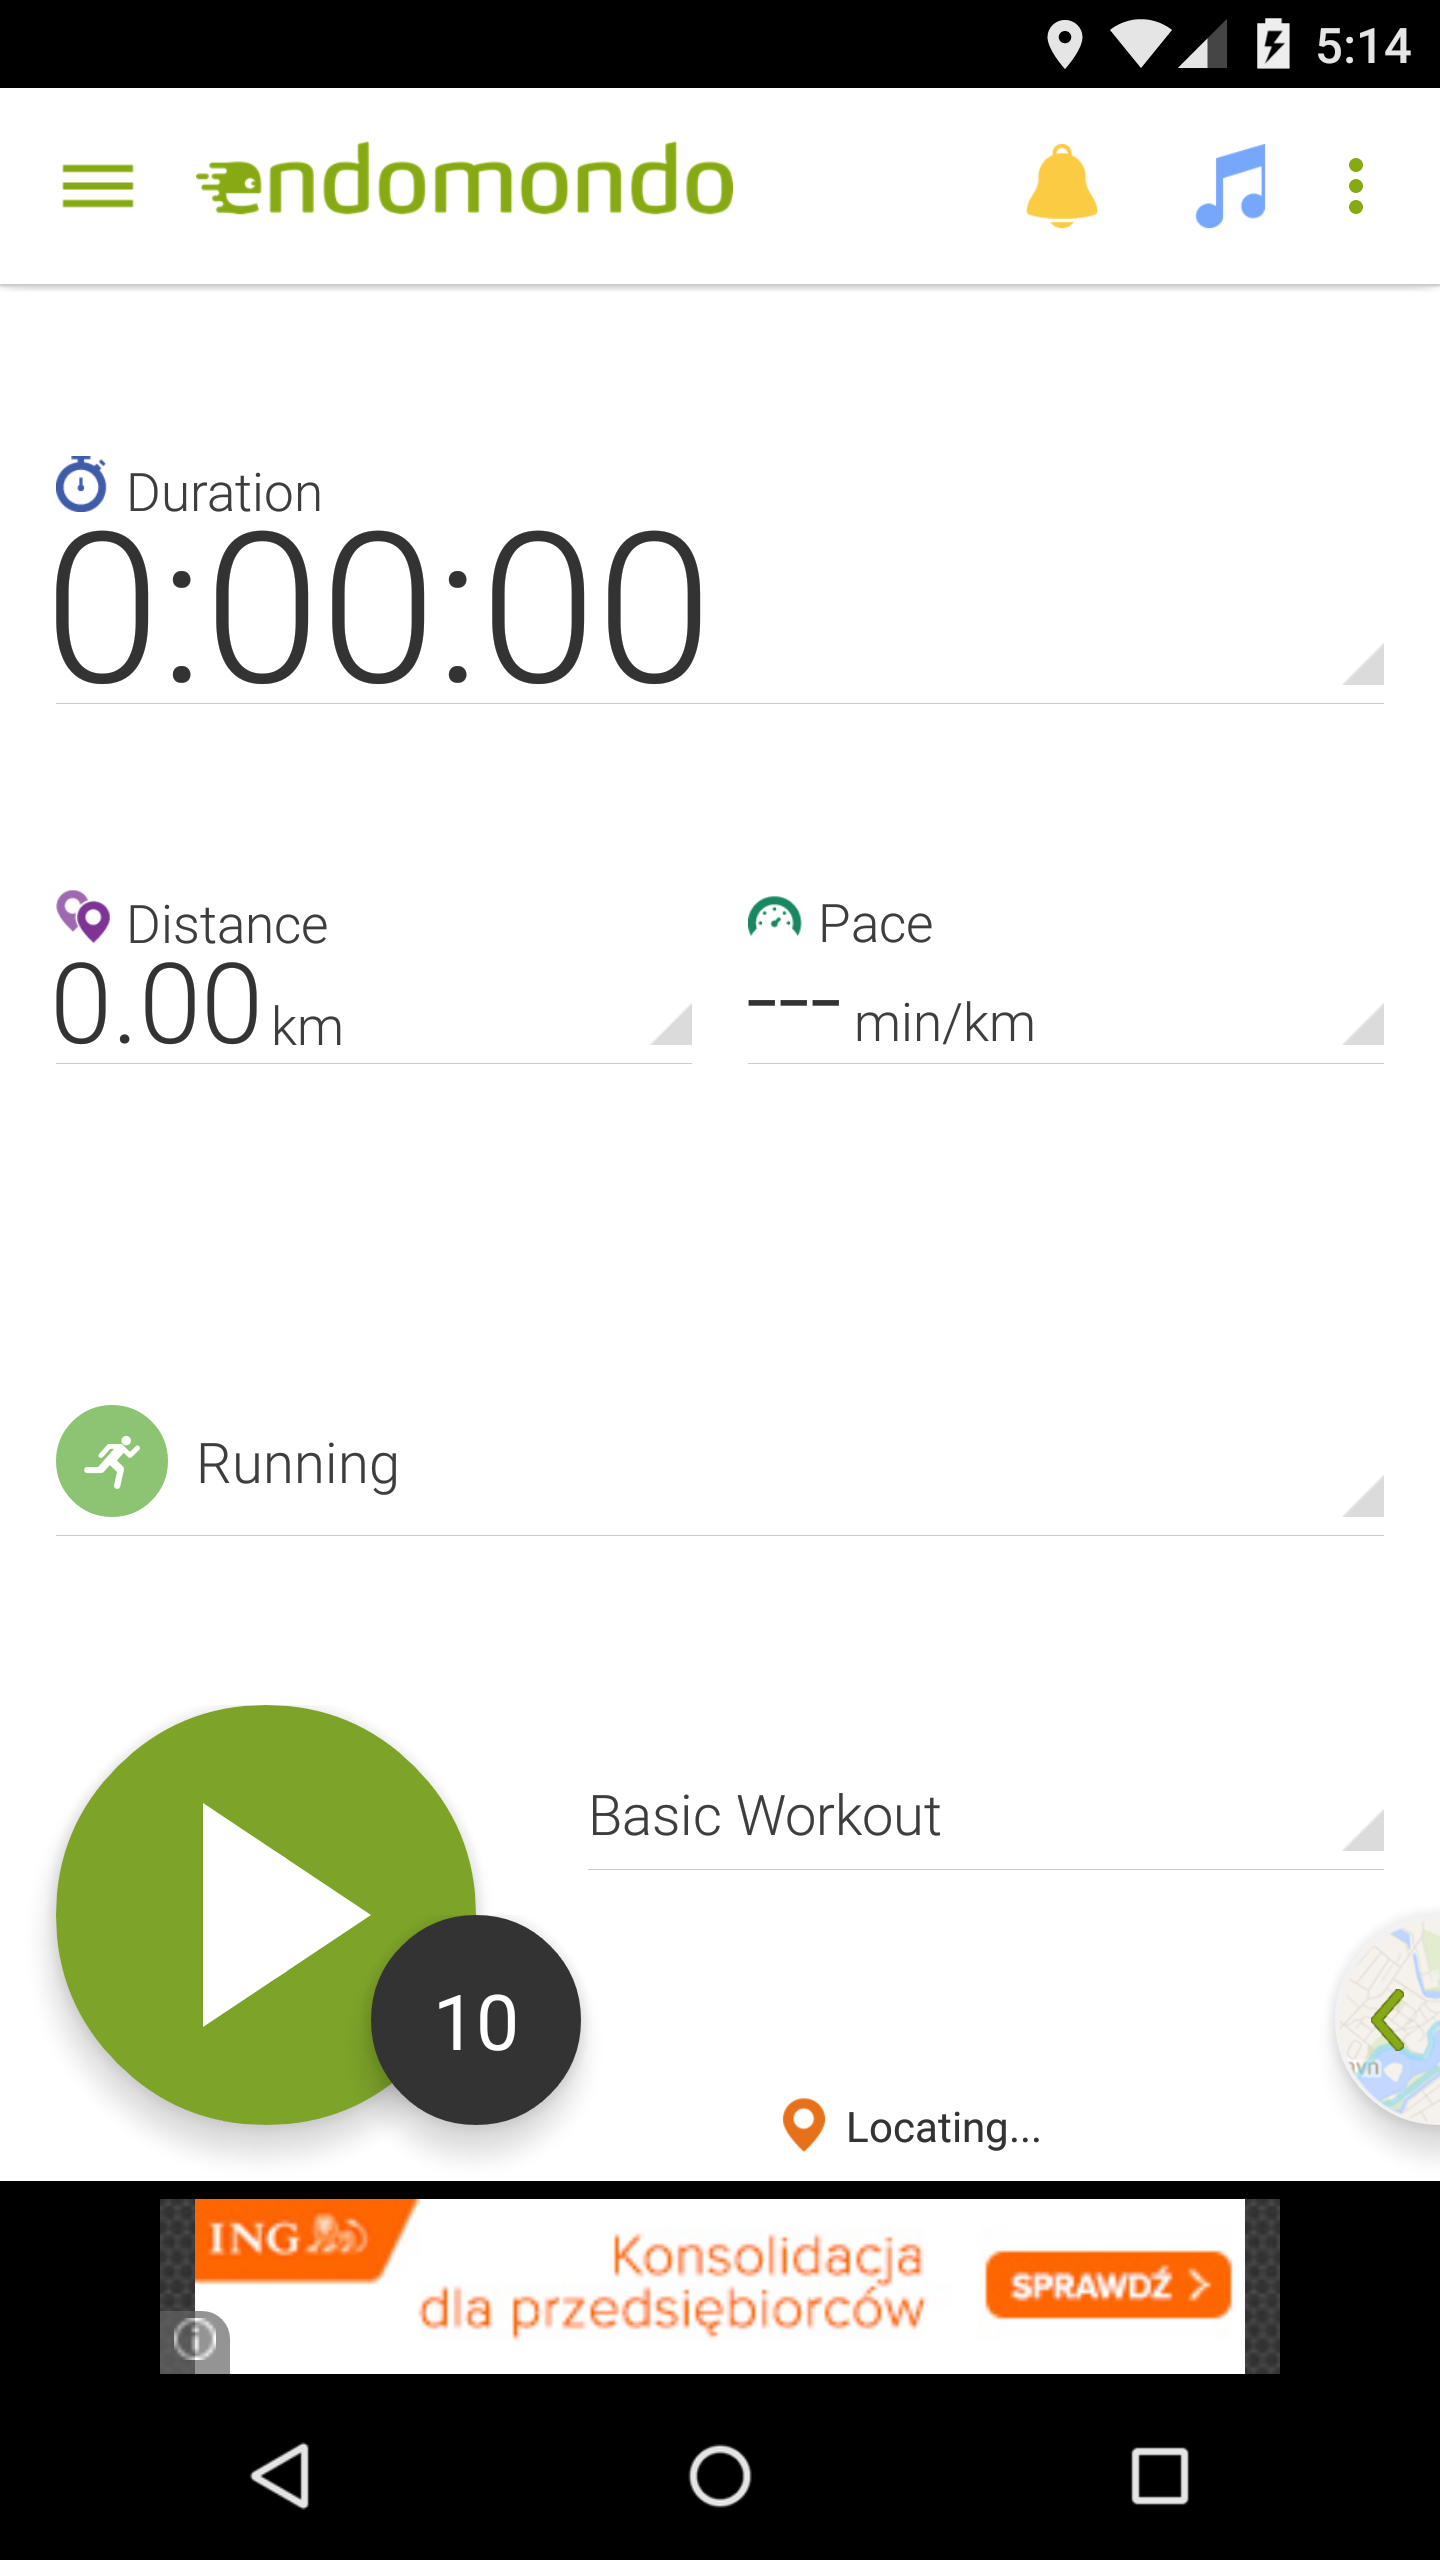 5:14
endomondo
Duration
0:00:00
Distance
Pace
0.00 km
--- min/km
Running
Basic Workout
10
Locating...
ING
Konsolidacja
dla przedsiębiorców
SPRAWDŹ